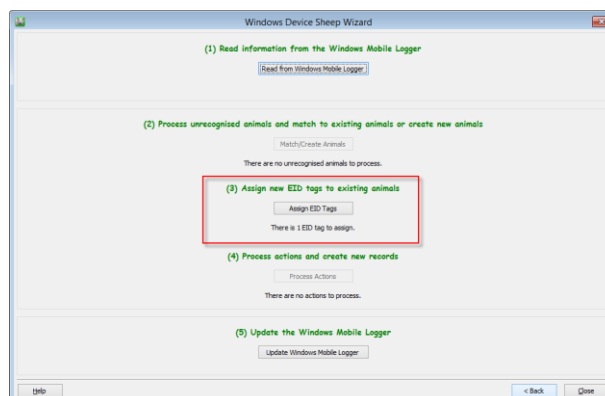 Windows Device Sheep Wizard
(1) Read information from the Windows Mobile Logger
Read from Windows Mobile Logger
(2) Process unrecognised animals and match to existing animals or create new animals
Match/Create Animals
There are no unrecognised animals to process.
(3) Assign new EID tags to existing animals
Assign EID Tags
There is 1 EID tag to assign.
(4) Process actions and create new records
Process Actions
There are no actions to process.
(5) Update the Windows Mobile Logger
Update Windows Mobile Logger
Help < Back Close